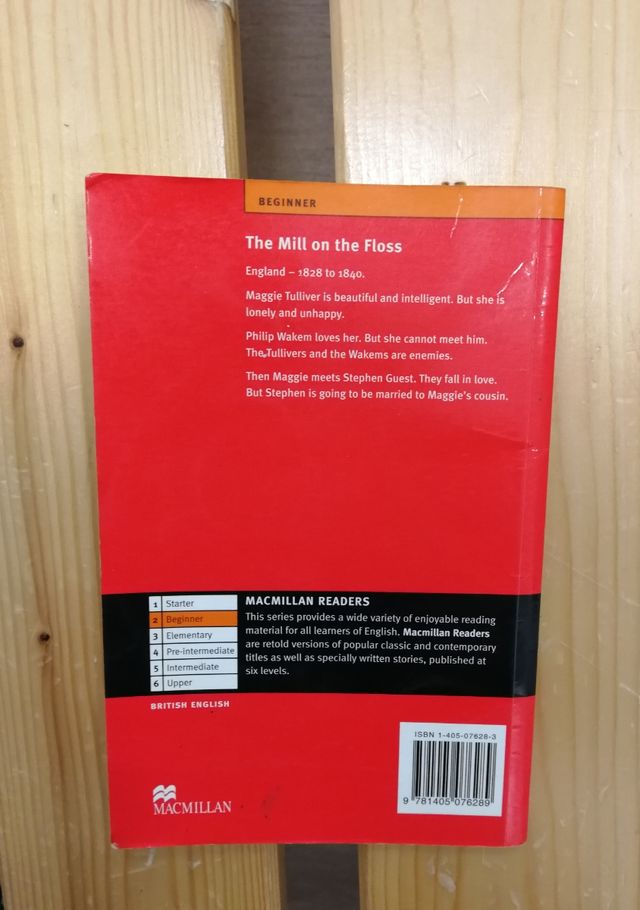 BEGINNER
The Mill on the Floss
England – 1828 to 1840.
Maggie Tulliver is beautiful and intelligent. But she is
lonely and unhappy.
Philip Wakem loves her. But she cannot meet him.
The Tullivers and the Wakems are enemies.
Then Maggie meets Stephen Guest. They fall in love.
But Stephen is going to be married to Maggie's cousin.
1 Starter
2 Beginner
3 Elementary
4 Pre-intermediate
5 Intermediate
6 Upper
BRITISH ENGLISH
MACMILLAN READERS
This series provides a wide variety of enjoyable reading
material for all learners of English. Macmillan Readers
are retold versions of popular classic and contemporary
titles as well as specially written stories, published at
six levels.
ISBN 1-405-07628-3
9 781405 076289
MACMILLAN